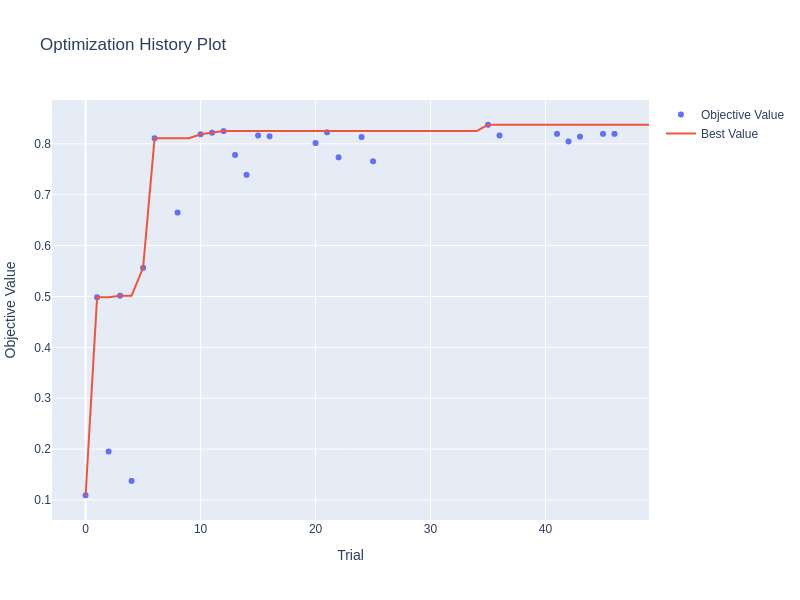 Optimization History Plot
Objective Value
Best Value
0.8
0.7
0.6
0.5
0.4
0.3
0.2
0.1
Objective Value
0
10
20
30
40
Trial